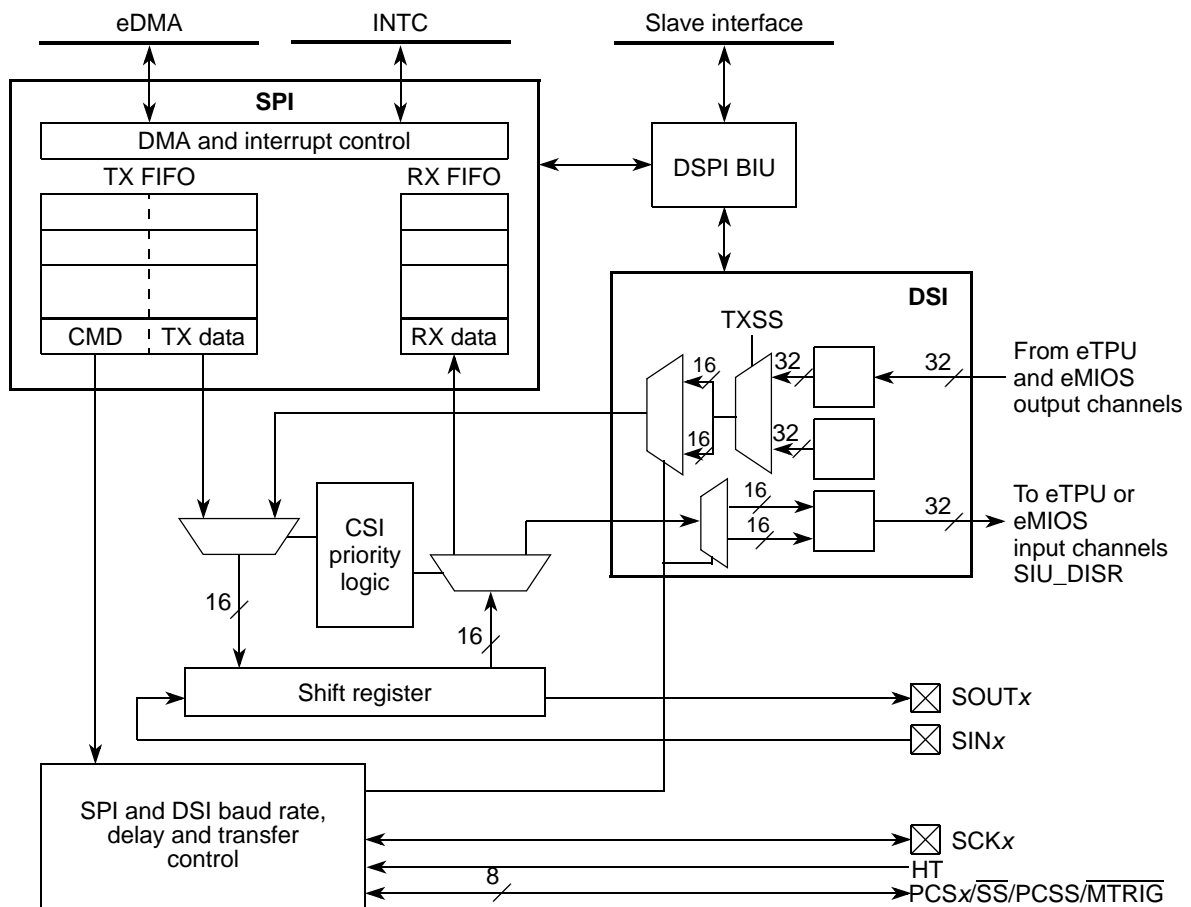 eDMA
INTC
Slave interface
SPI
DMA and interrupt control
TX FIFO
RX FIFO
DSPI BIU
CMD
TX data
RX data
DSI
TXSS
16
32
32
From eTPU
and eMIOS
output channels
16
32
16
16
32
To eTPU or
eMIOS
input channels
SIU_DISR
CSI
priority
logic
16
16
Shift register
SOUTx
SINx
SPI and DSI baud rate,
delay and transfer
control
SCKx
HT
8
PCSx/SS/PCSS/MTRIG